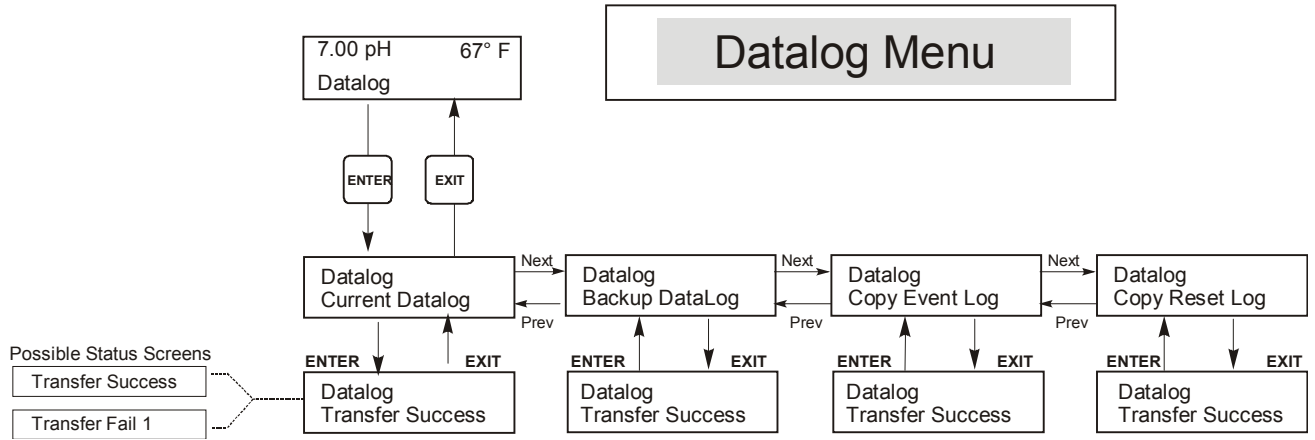 Datalog Menu
7.00 pH 67° F
Datalog
ENTER EXIT
Datalog
Current Datalog
Next
Prev
Datalog
Backup DataLog
Next
Prev
Datalog
Copy Event Log
Next
Prev
Datalog
Copy Reset Log
Possible Status Screens
Transfer Success
Transfer Fail 1
ENTER EXIT
Datalog
Transfer Success
ENTER EXIT
Datalog
Transfer Success
ENTER EXIT
Datalog
Transfer Success
ENTER EXIT
Datalog
Transfer Success